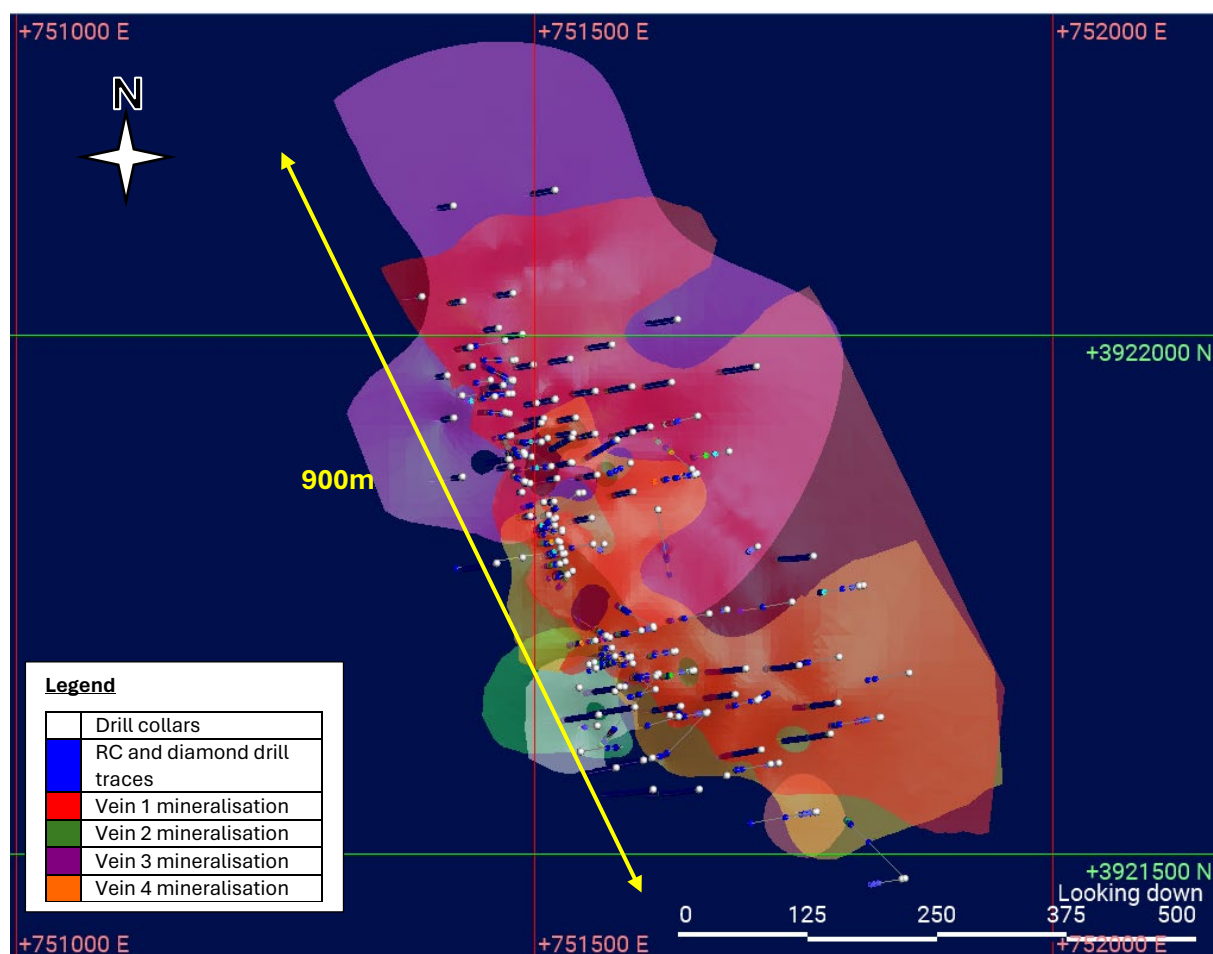 +751000 E
+751500 E
+752000 E
N
+3922000 N
900m
Legend
Drill collars
RC and diamond drill
traces
Vein 1 mineralisation
Vein 2 mineralisation
Vein 3 mineralisation
Vein 4 mineralisation
+3921500 N
Looking down
0 125 250 375 500
+751000 E
+751500 E
+752000 E